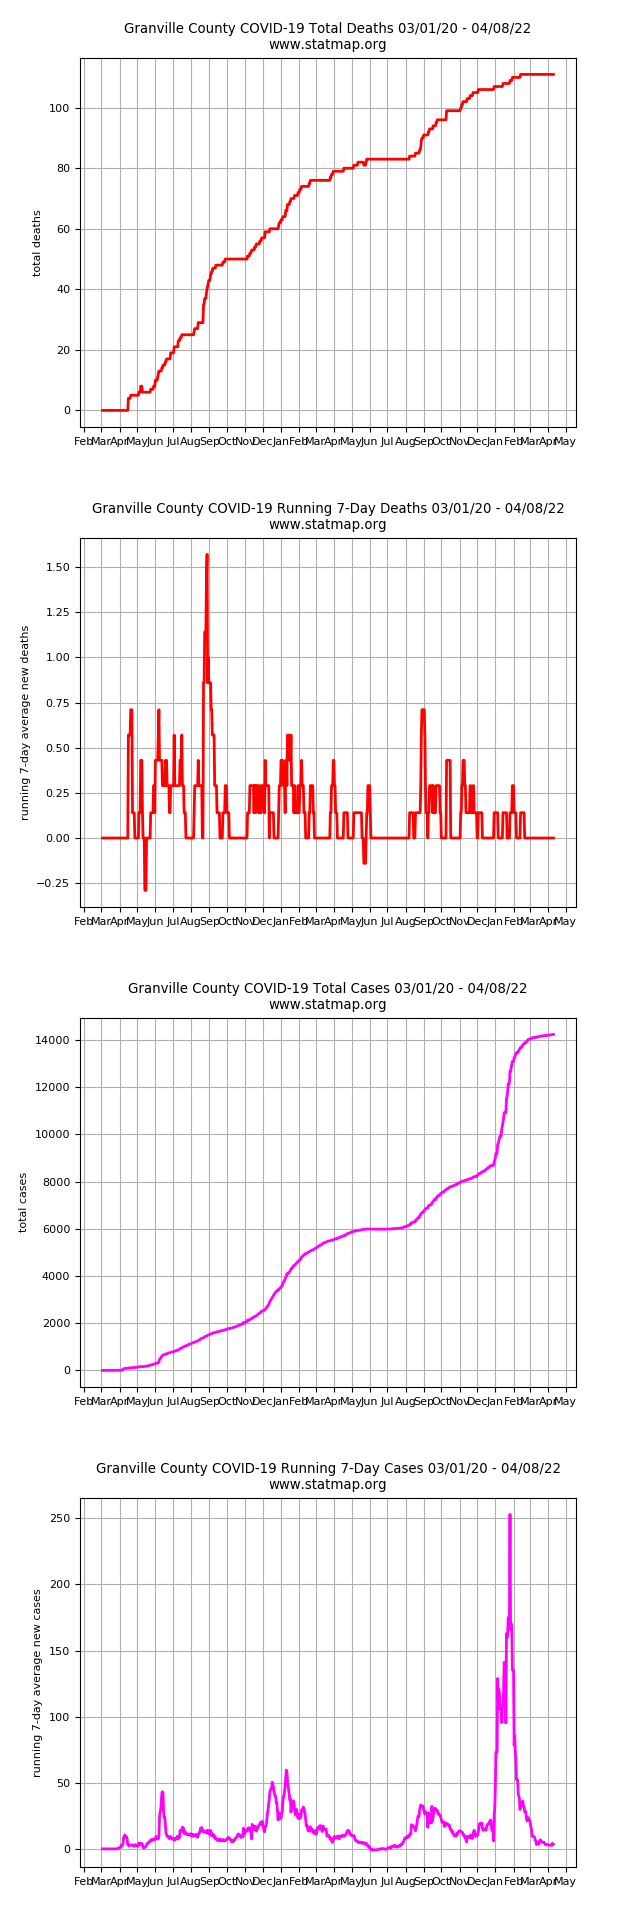 Granville County COVID-19 Total Deaths 03/01/20 - 04/08/22
www.statmap.org
100
80
60
40
20
0
total deaths
Feb Mar Apr May Jun Jul Aug Sep Oct Nov Dec Jan Feb Mar Apr May Jun Jul Aug Sep Oct Nov Dec Jan Feb Mar Apr May
Granville County COVID-19 Running 7-Day Deaths 03/01/20 - 04/08/22
www.statmap.org
1.50
1.25
1.00
0.75
0.50
0.25
0.00
−0.25
running 7-day average new deaths
Feb Mar Apr May Jun Jul Aug Sep Oct Nov Dec Jan Feb Mar Apr May Jun Jul Aug Sep Oct Nov Dec Jan Feb Mar Apr May
Granville County COVID-19 Total Cases 03/01/20 - 04/08/22
www.statmap.org
14000
12000
10000
8000
6000
4000
2000
0
total cases
Feb Mar Apr May Jun Jul Aug Sep Oct Nov Dec Jan Feb Mar Apr May Jun Jul Aug Sep Oct Nov Dec Jan Feb Mar Apr May
Granville County COVID-19 Running 7-Day Cases 03/01/20 - 04/08/22
www.statmap.org
250
200
150
100
50
0
running 7-day average new cases
Feb Mar Apr May Jun Jul Aug Sep Oct Nov Dec Jan Feb Mar Apr May Jun Jul Aug Sep Oct Nov Dec Jan Feb Mar Apr May